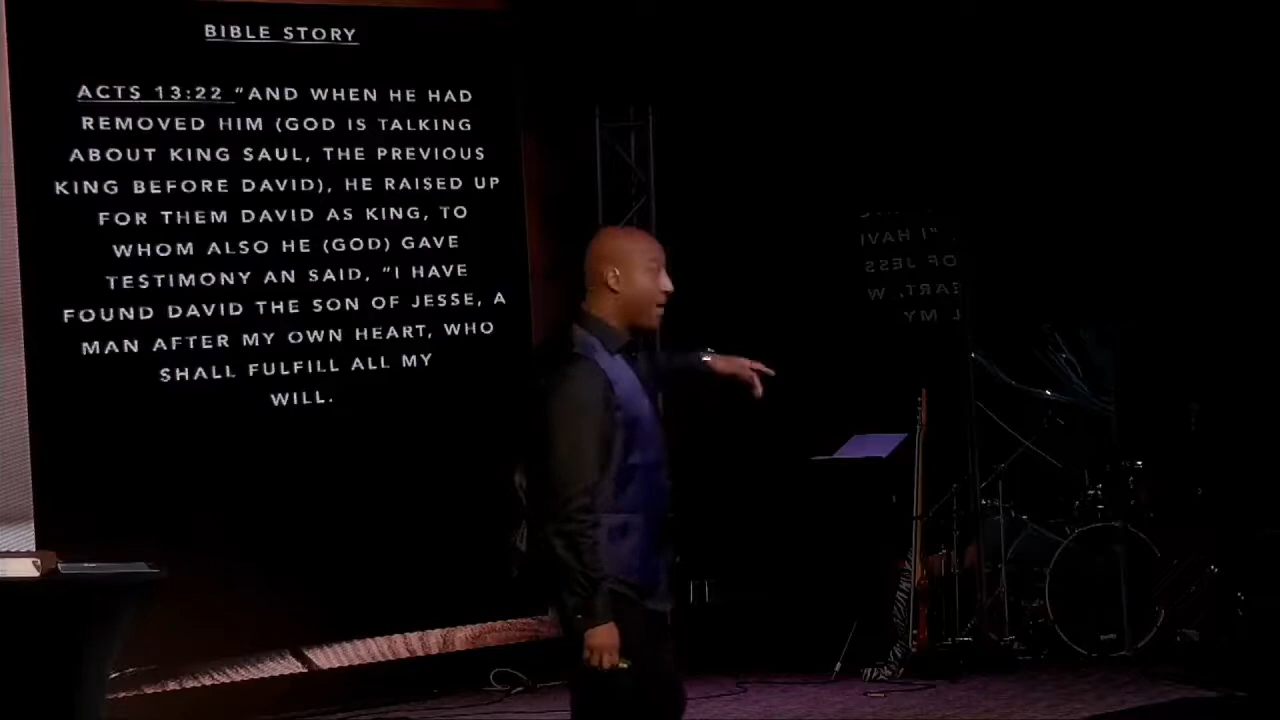 BIBLE STORY
ACTS 13:22 "AND WHEN HE HAD
REMOVED HIM (GOD IS TALKING
ABOUT KING SAUL, THE PREVIOUS
KING BEFORE DAVID), HE RAISED UP
FOR THEM DAVID AS KING, TO
WHOM ALSO HE (GOD) GAVE
TESTIMONY AN SAID, "I HAVE
FOUND DAVID THE SON OF JESSE, A
MAN AFTER MY OWN HEART, WHO
SHALL FULFILL ALL MY
WILL.